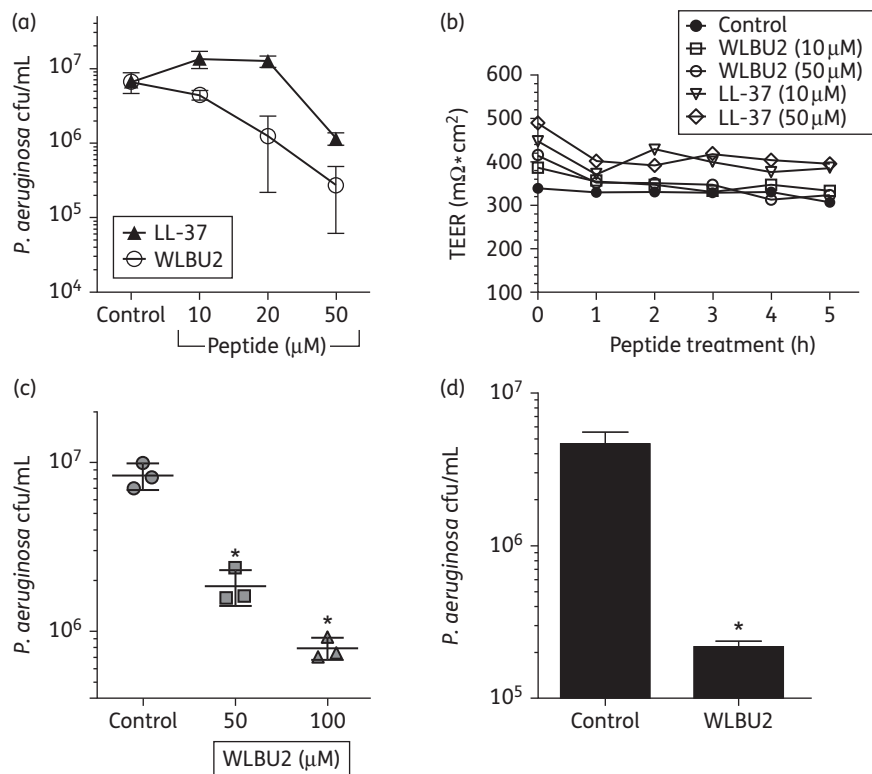 (a)
P. aeruginosa cfu/mL
10⁷
10⁶
10⁵
10⁴
LL-37
WLBU2
Control 10 20 50
Peptide (µM)
(b)
Control
WLBU2 (10 µM)
WLBU2 (50 µM)
LL-37 (10 µM)
LL-37 (50 µM)
TEER (mΩ*cm²)
600
500
400
300
200
100
0 1 2 3 4 5
Peptide treatment (h)
(c)
P. aeruginosa cfu/mL
10⁷
10⁶
*
*
Control 50 100
WLBU2 (µM)
(d)
P. aeruginosa cfu/mL
10⁷
10⁶
10⁵
*
Control WLBU2